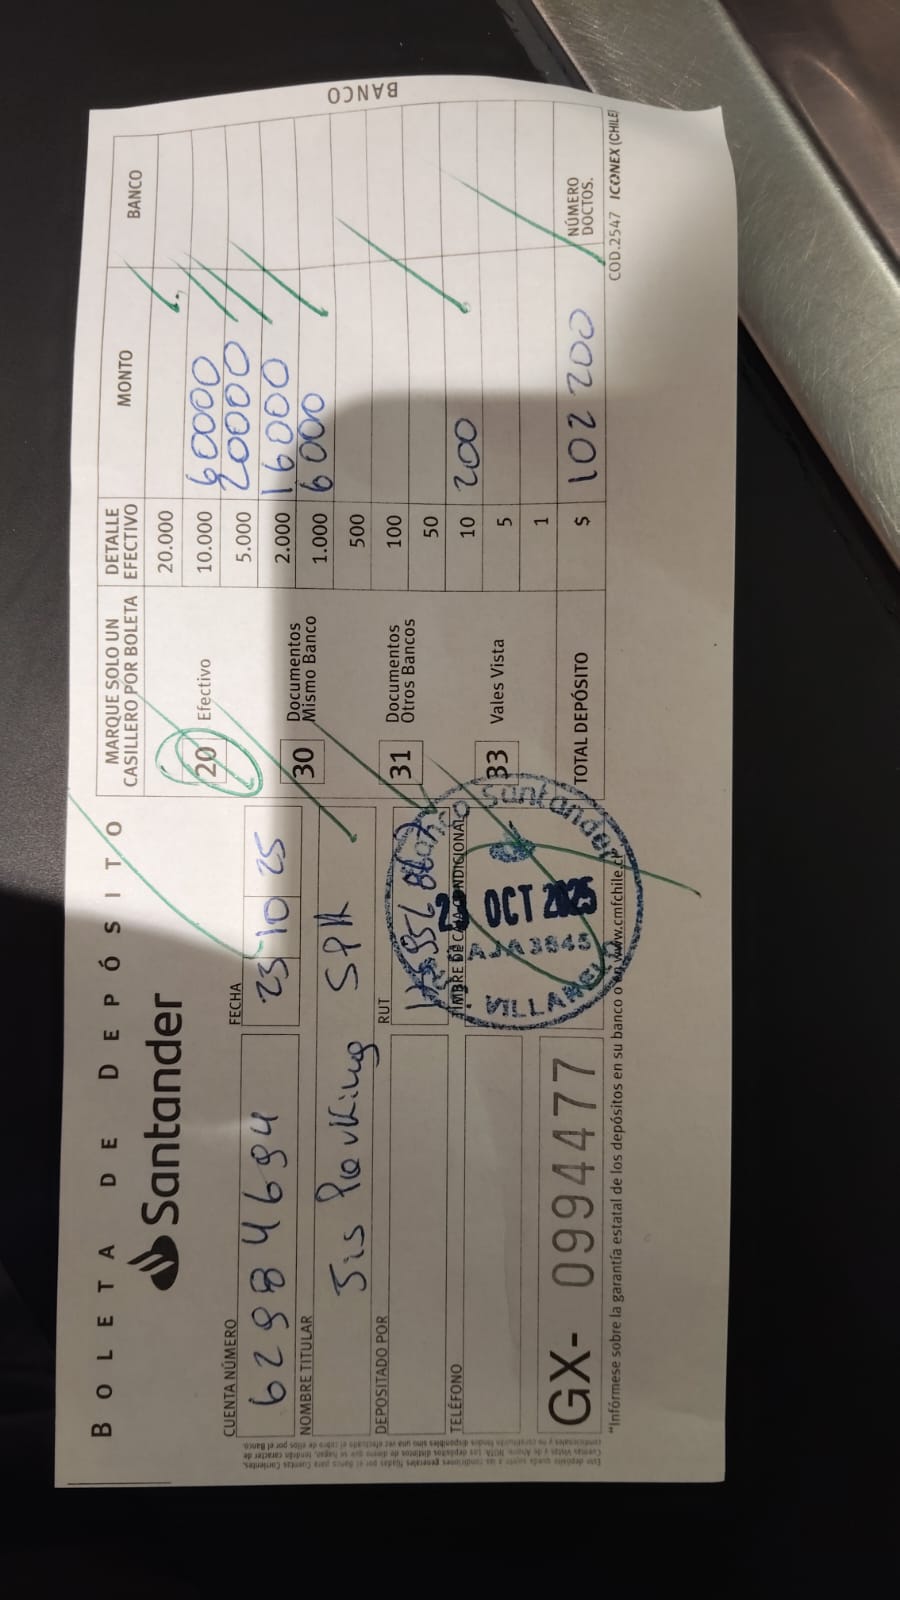 BOLETA DE DEPÓSITO
Santander
CUENTA NÚMERO
62984694
FECHA
23 10 25
NOMBRE TITULAR
Jis Parking SPA
DEPOSITADO POR
RUT
TELÉFONO
TIMBRE DE CAJA CONDICIONAL
Banco Santander
OCT 2025
GX- 0994477
*Infórmese sobre la garantía estatal de los depósitos en su banco o en www.cmfchile.cl
MARQUE SOLO UN
CASILLERO POR BOLETA
20 Efectivo
30 Documentos
Mismo Banco
31 Documentos
Otros Bancos
33 Vales Vista
TOTAL DEPÓSITO
DETALLE
EFECTIVO
MONTO
BANCO
20.000
10.000 60000
5.000 20000
2.000 16000
1.000 6000
500
100
50
10 200
5
1
$ 102 200
NÚMERO
DOCTOS.
COD.2547 ICONEX (CHILE)
BANCO